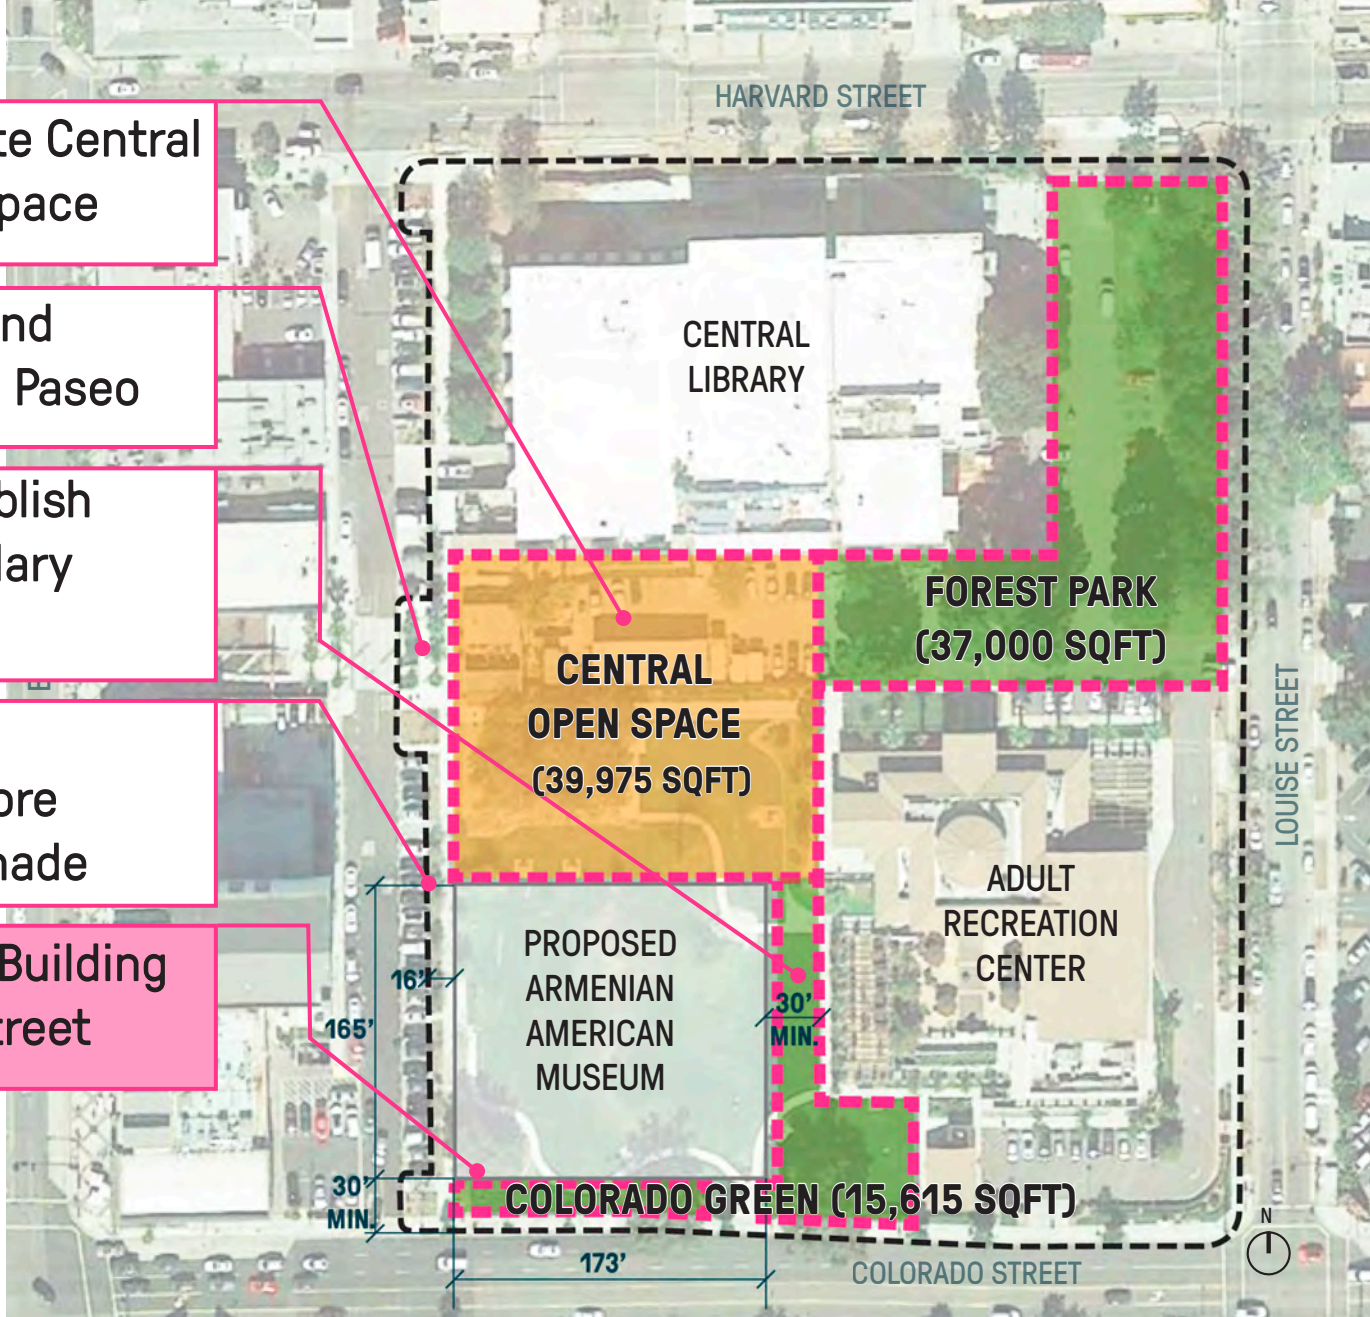 HARVARD STREET
te Central
pace
nd
Paseo
blish
dary
ore
nade
Building
treet
CENTRAL
LIBRARY
FOREST PARK
(37,000 SQFT)
CENTRAL
OPEN SPACE
(39,975 SQFT)
LOUISE STREET
ADULT
RECREATION
CENTER
PROPOSED
ARMENIAN
AMERICAN
MUSEUM
16'
165'
30'
MIN.
30'
MIN.
COLORADO GREEN (15,615 SQFT)
173'
COLORADO STREET
N